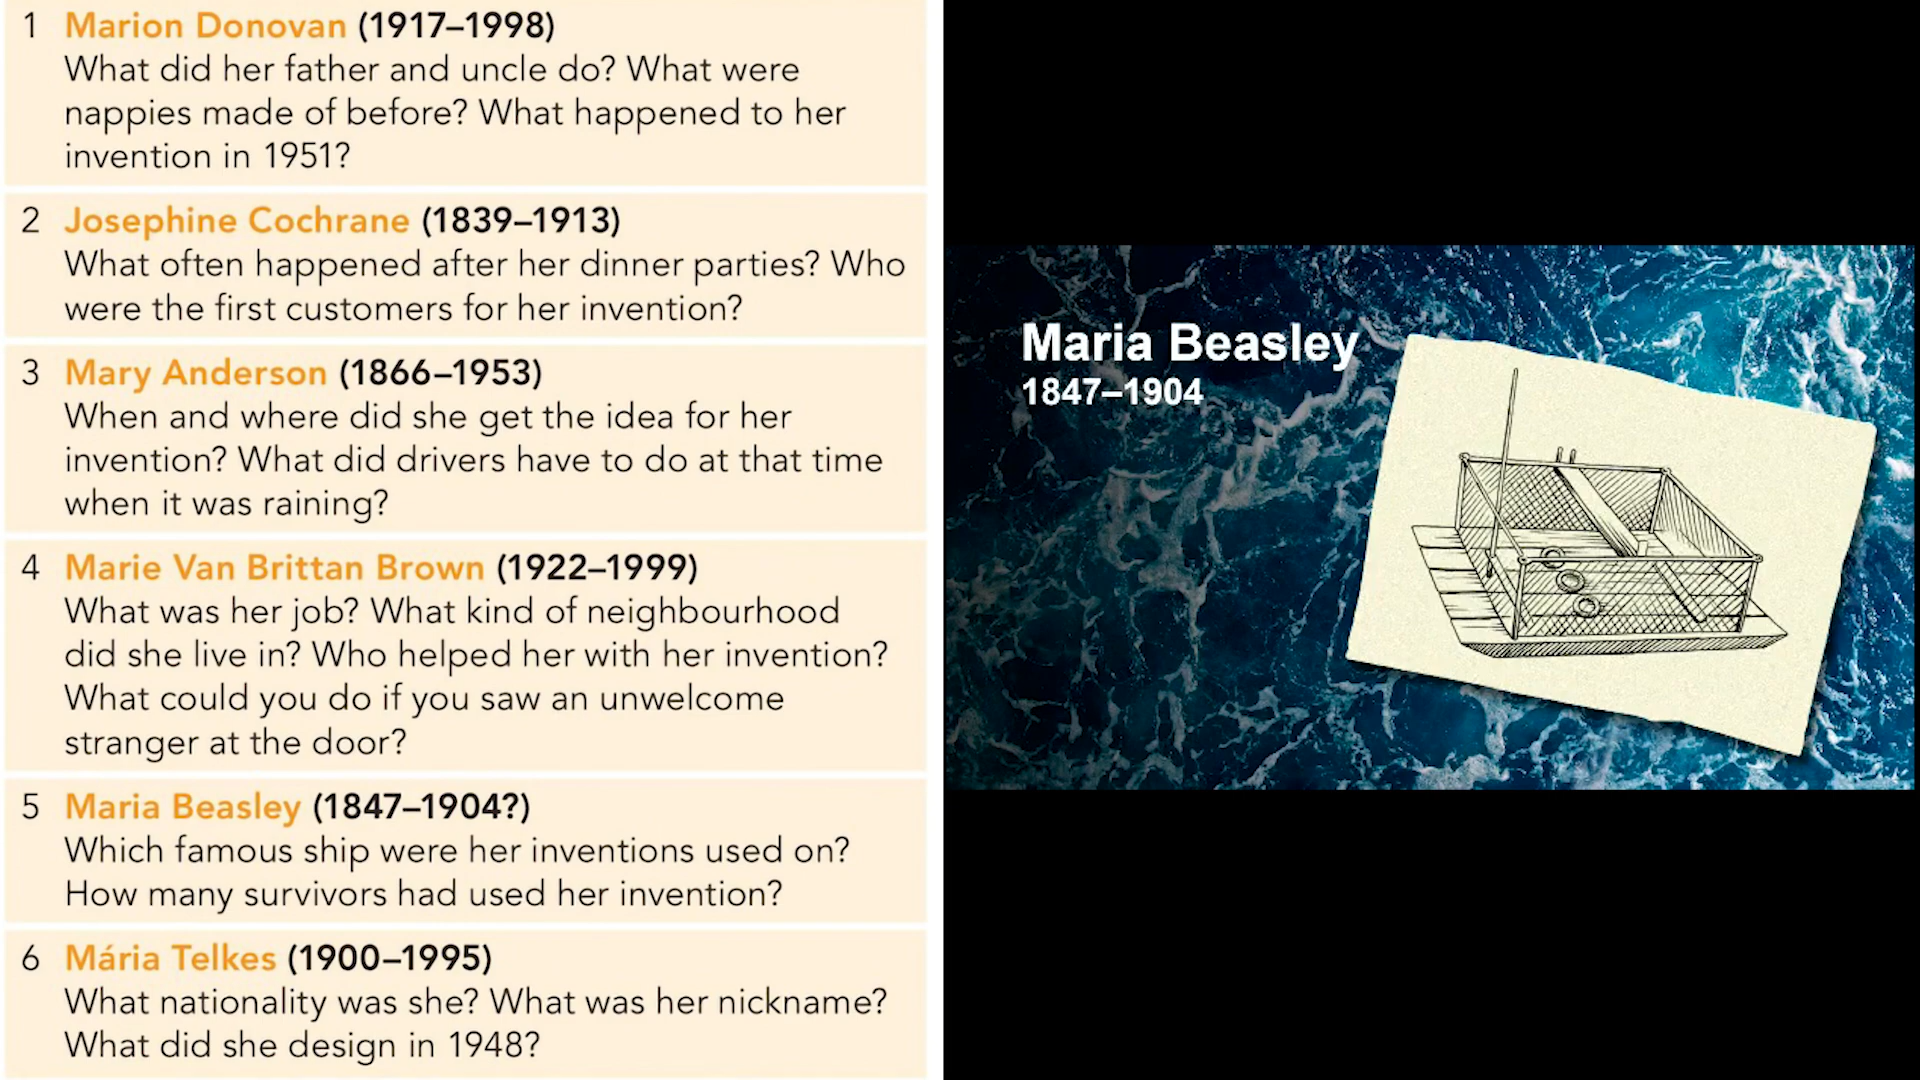 1 Marion Donovan (1917–1998)
What did her father and uncle do? What were
nappies made of before? What happened to her
invention in 1951?
2 Josephine Cochrane (1839–1913)
What often happened after her dinner parties? Who
were the first customers for her invention?
3 Mary Anderson (1866–1953)
When and where did she get the idea for her
invention? What did drivers have to do at that time
when it was raining?
4 Marie Van Brittan Brown (1922–1999)
What was her job? What kind of neighbourhood
did she live in? Who helped her with her invention?
What could you do if you saw an unwelcome
stranger at the door?
5 Maria Beasley (1847–1904?)
Which famous ship were her inventions used on?
How many survivors had used her invention?
6 Mária Telkes (1900–1995)
What nationality was she? What was her nickname?
What did she design in 1948?
Maria Beasley
1847–1904